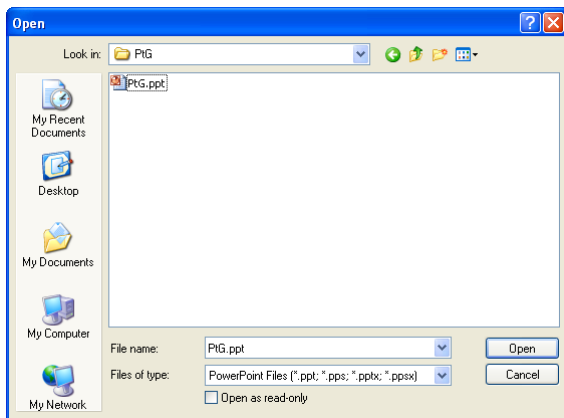 Open
Look in: PtG
PtG.ppt
My Recent
Documents
Desktop
My Documents
My Computer
My Network
File name: PtG.ppt Open
Files of type: PowerPoint Files (*.ppt; *.pps; *.pptx; *.ppsx) Cancel
Open as read-only